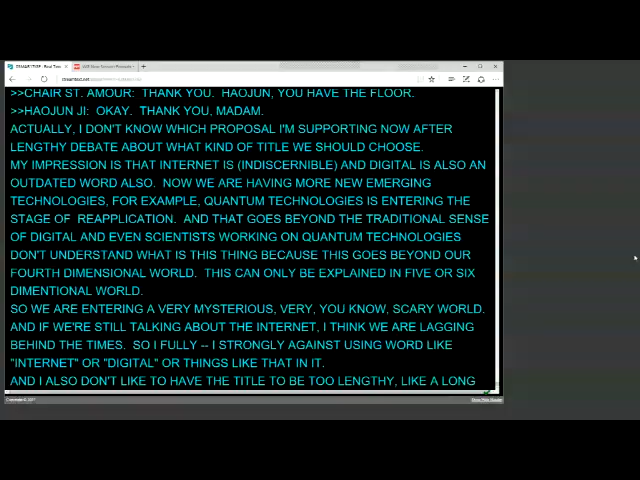 >>CHAIR ST. AMOUR: THANK YOU. HAOJUN, YOU HAVE THE FLOOR.
>>HAOJUN JI: OKAY. THANK YOU, MADAM.
ACTUALLY, I DON'T KNOW WHICH PROPOSAL I'M SUPPORTING NOW AFTER
LENGTHY DEBATE ABOUT WHAT KIND OF TITLE WE SHOULD CHOOSE.
MY IMPRESSION IS THAT INTERNET IS (INDISCERNIBLE) AND DIGITAL IS ALSO AN
OUTDATED WORD ALSO. NOW WE ARE HAVING MORE NEW EMERGING
TECHNOLOGIES, FOR EXAMPLE, QUANTUM TECHNOLOGIES IS ENTERING THE
STAGE OF REAPPLICATION. AND THAT GOES BEYOND THE TRADITIONAL SENSE
OF DIGITAL AND EVEN SCIENTISTS WORKING ON QUANTUM TECHNOLOGIES
DON'T UNDERSTAND WHAT IS THIS THING BECAUSE THIS GOES BEYOND OUR
FOURTH DIMENSIONAL WORLD. THIS CAN ONLY BE EXPLAINED IN FIVE OR SIX
DIMENTIONAL WORLD.
SO WE ARE ENTERING A VERY MYSTERIOUS, VERY, YOU KNOW, SCARY WORLD.
AND IF WE'RE STILL TALKING ABOUT THE INTERNET, I THINK WE ARE LAGGING
BEHIND THE TIMES. SO I FULLY -- I STRONGLY AGAINST USING WORD LIKE
"INTERNET" OR "DIGITAL" OR THINGS LIKE THAT IN IT.
AND I ALSO DON'T LIKE TO HAVE THE TITLE TO BE TOO LENGTHY, LIKE A LONG